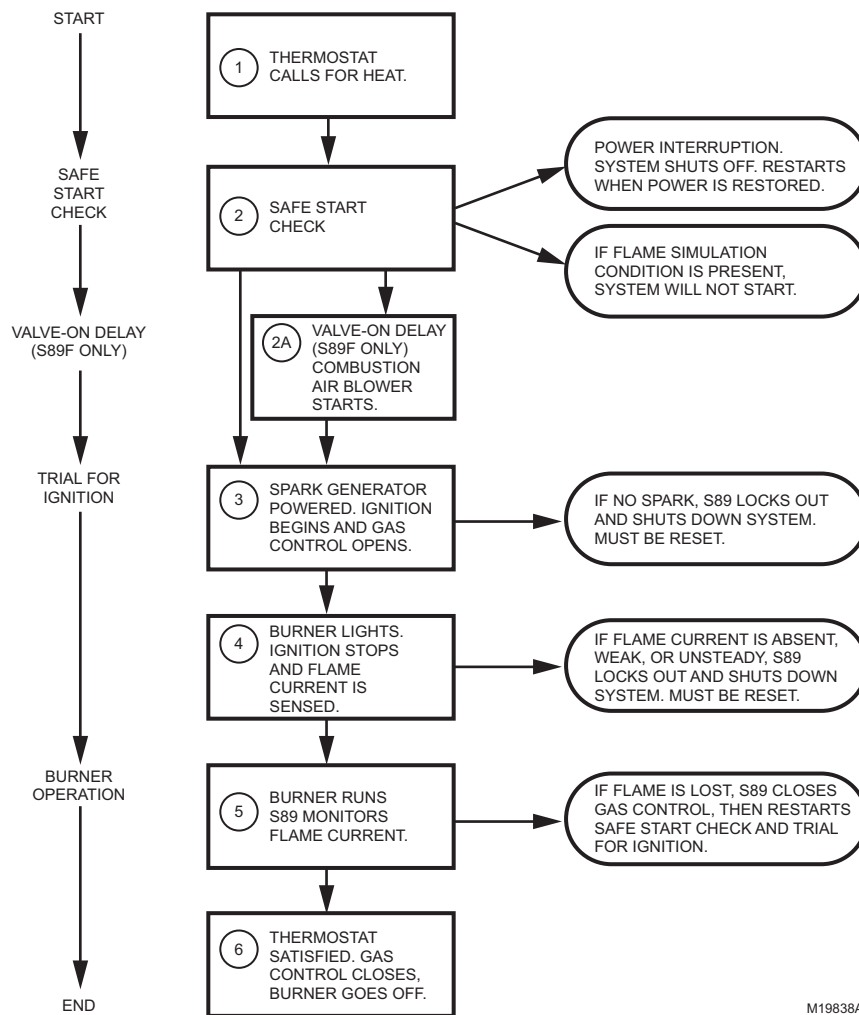 START
1
THERMOSTAT
CALLS FOR HEAT.
POWER INTERRUPTION.
SYSTEM SHUTS OFF. RESTARTS
WHEN POWER IS RESTORED.
SAFE
START
CHECK
2
SAFE START
CHECK
IF FLAME SIMULATION
CONDITION IS PRESENT,
SYSTEM WILL NOT START.
VALVE-ON DELAY
(S89F ONLY)
2A
VALVE-ON DELAY
(S89F ONLY)
COMBUSTION
AIR BLOWER
STARTS.
TRIAL FOR
IGNITION
3
SPARK GENERATOR
POWERED. IGNITION
BEGINS AND GAS
CONTROL OPENS.
IF NO SPARK, S89 LOCKS OUT
AND SHUTS DOWN SYSTEM.
MUST BE RESET.
4
BURNER LIGHTS.
IGNITION STOPS
AND FLAME
CURRENT IS
SENSED.
IF FLAME CURRENT IS ABSENT,
WEAK, OR UNSTEADY, S89
LOCKS OUT AND SHUTS DOWN
SYSTEM. MUST BE RESET.
BURNER
OPERATION
5
BURNER RUNS
S89 MONITORS
FLAME CURRENT.
IF FLAME IS LOST, S89 CLOSES
GAS CONTROL, THEN RESTARTS
SAFE START CHECK AND TRIAL
FOR IGNITION.
6
THERMOSTAT
SATISFIED. GAS
CONTROL CLOSES,
BURNER GOES OFF.
END
M19838A